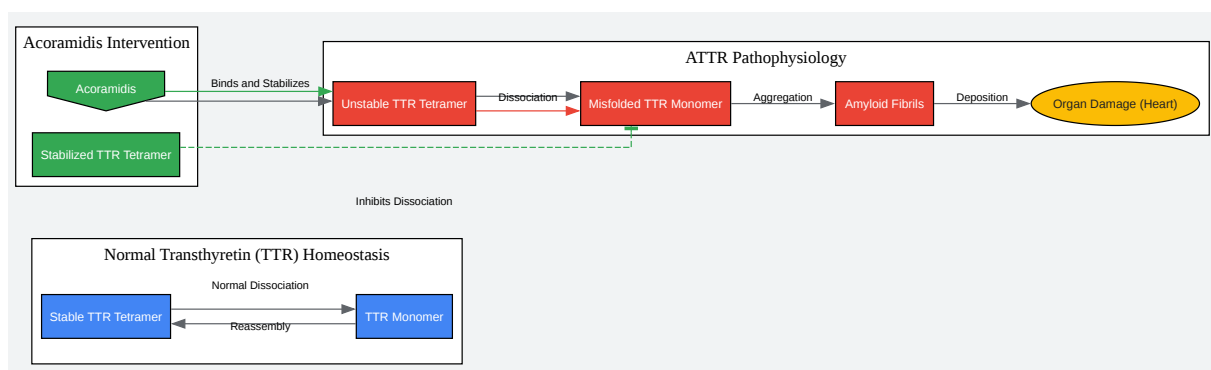 Acoramidis Intervention
ATTR Pathophysiology
Acoramidis
Binds and Stabilizes
Unstable TTR Tetramer
Dissociation
Misfolded TTR Monomer
Aggregation
Amyloid Fibrils
Deposition
Organ Damage (Heart)
Stabilized TTR Tetramer
Inhibits Dissociation
Normal Transthyretin (TTR) Homeostasis
Normal Dissociation
Stable TTR Tetramer
TTR Monomer
Reassembly